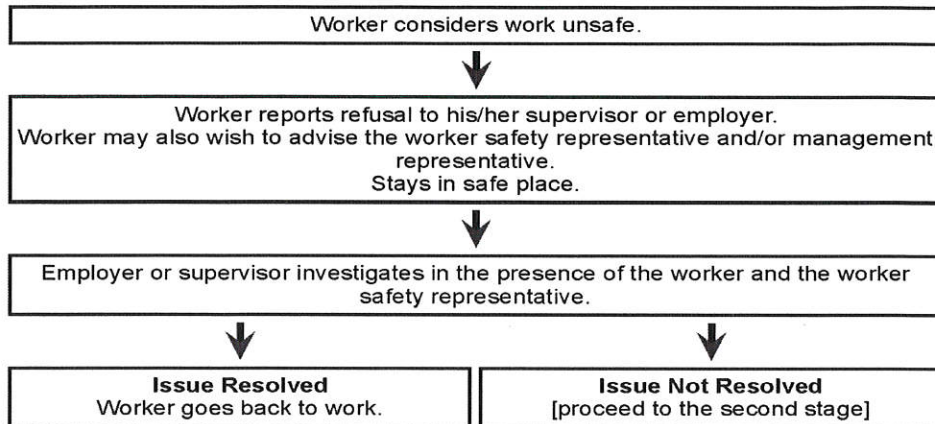 Worker considers work unsafe.
Worker reports refusal to his/her supervisor or employer.
Worker may also wish to advise the worker safety representative and/or management
representative.
Stays in safe place.
Employer or supervisor investigates in the presence of the worker and the worker
safety representative.
Issue Resolved
Worker goes back to work.
Issue Not Resolved
[proceed to the second stage]